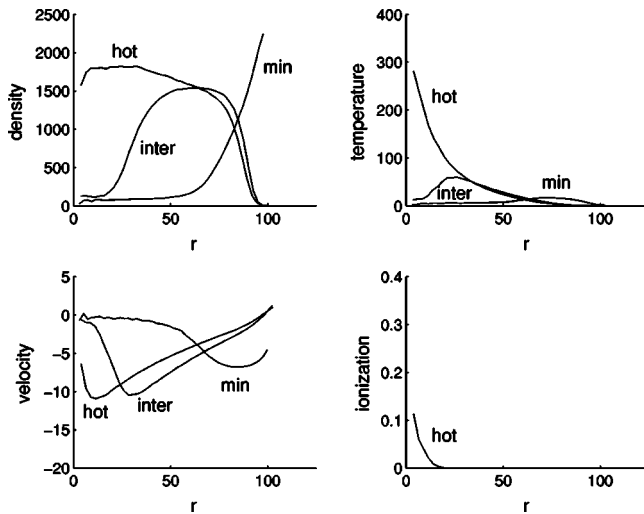 2500
2000
1500
1000
500
0
density
hot
inter
min
0
50
100
r
400
300
200
100
0
temperature
hot
inter
min
0
50
100
r
5
0
−5
−10
−15
−20
velocity
hot
inter
min
0
50
100
r
0.4
0.3
0.2
0.1
0
ionization
hot
0
50
100
r